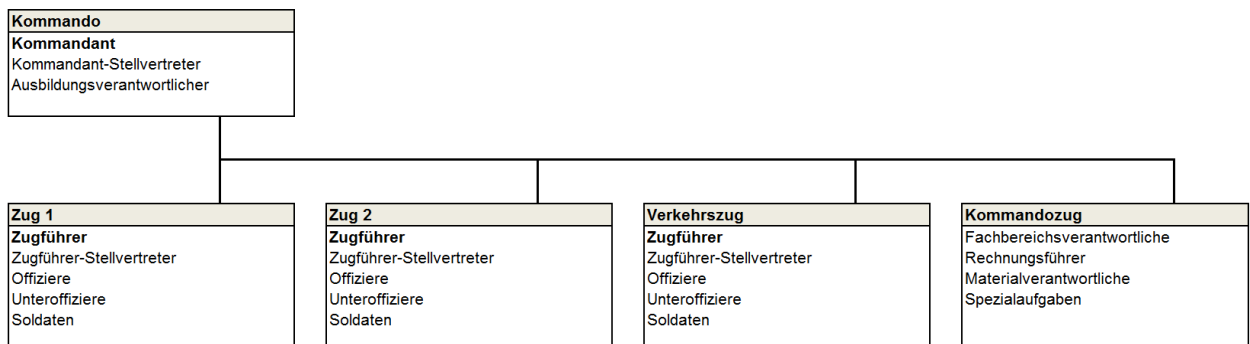 Kommando
Kommandant
Kommandant-Stellvertreter
Ausbildungsverantwortlicher
Zug 1
Zugführer
Zugführer-Stellvertreter
Offiziere
Unteroffiziere
Soldaten
Zug 2
Zugführer
Zugführer-Stellvertreter
Offiziere
Unteroffiziere
Soldaten
Verkehrszug
Zugführer
Zugführer-Stellvertreter
Offiziere
Unteroffiziere
Soldaten
Kommandozug
Fachbereichsverantwortliche
Rechnungsführer
Materialverantwortliche
Spezialaufgaben